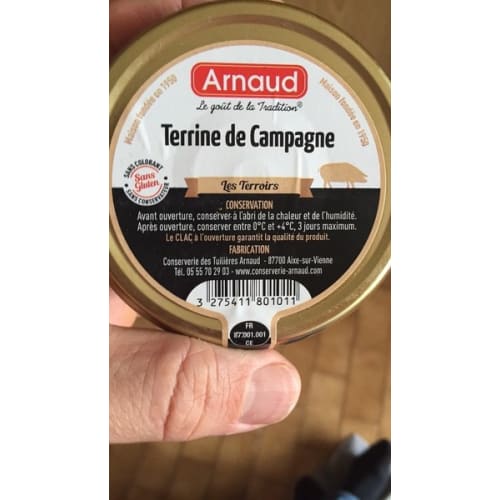 Arnaud
Le goût de la Tradition®
Maison fondée en 1950
Maison fondée en 1950
Terrine de Campagne
SANS COLORANT
Sans
Gluten
SANS CONSERVATEUR
Les Terroirs
CONSERVATION
Avant ouverture, conserver à l'abri de la chaleur et de l'humidité.
Après ouverture, conserver entre 0°C et +4°C, 3 jours maximum.
Le CLAC à l'ouverture garantit la qualité du produit.
FABRICATION
Conserverie des Tuilières Arnaud - 87700 Aixe-sur-Vienne
Tél. 05 55 70 29 03 - www.conserverie-arnaud.com
3 275411 801011
FR
87.001.001
CE